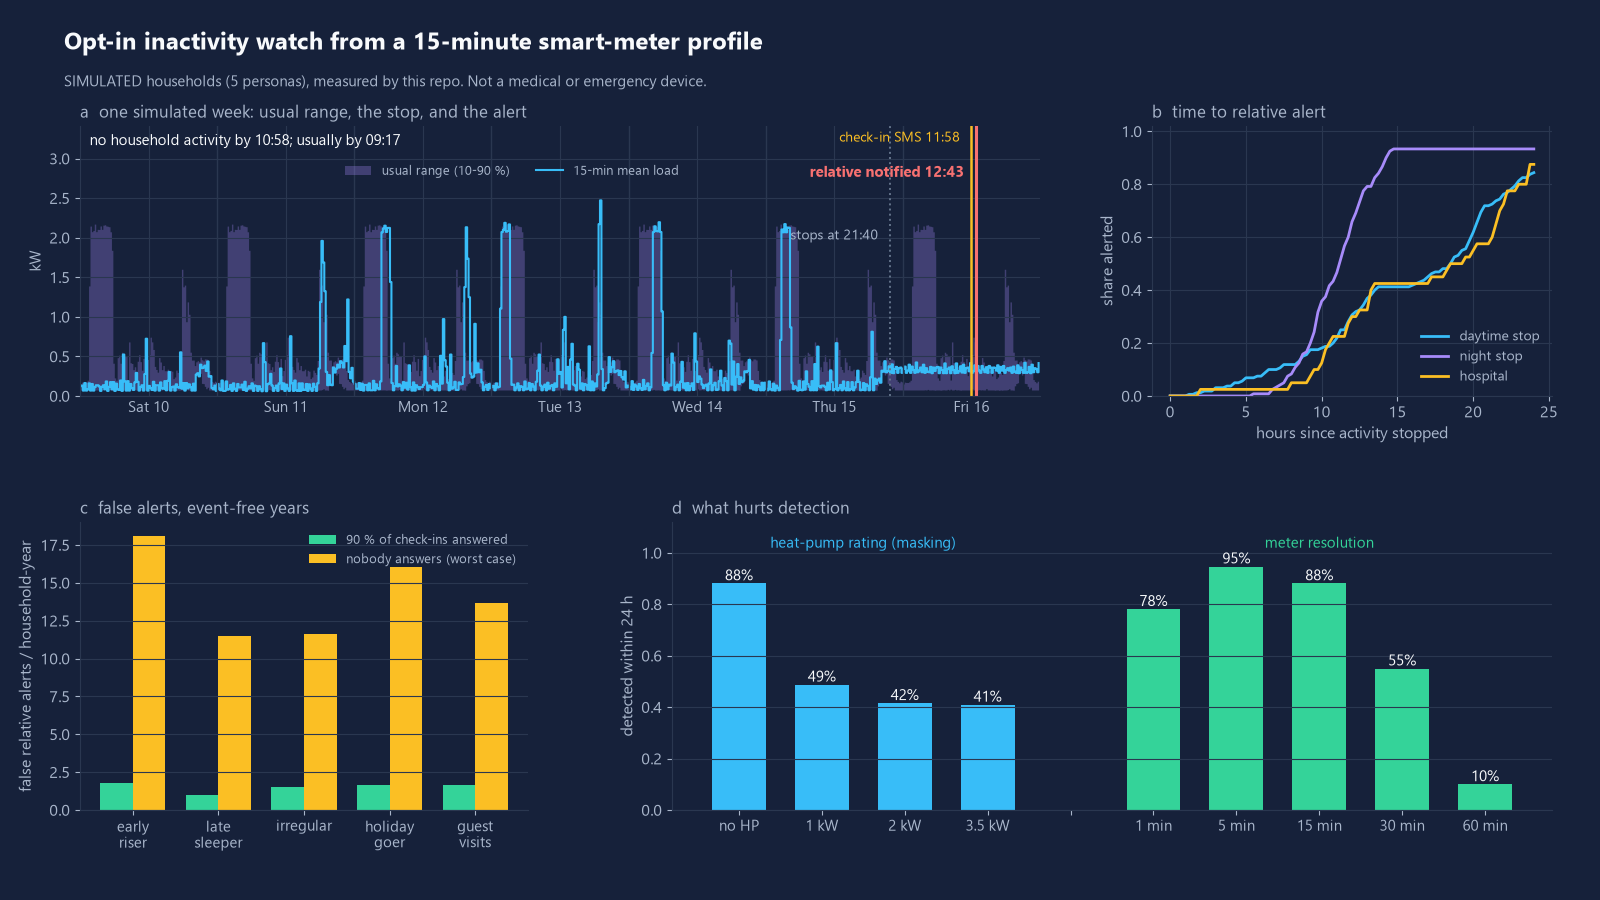 Opt-in inactivity watch from a 15-minute smart-meter profile
SIMULATED households (5 personas), measured by this repo. Not a medical or emergency device.
a one simulated week: usual range, the stop, and the alert
no household activity by 10:58; usually by 09:17
check-in SMS 11:58
relative notified 12:43
usual range (10-90 %)
15-min mean load
stops at 21:40
kW
3.0
2.5
2.0
1.5
1.0
0.5
0.0
Sat 10
Sun 11
Mon 12
Tue 13
Wed 14
Thu 15
Fri 16
b time to relative alert
share alerted
1.0
0.8
0.6
0.4
0.2
0.0
daytime stop
night stop
hospital
0
5
10
15
20
25
hours since activity stopped
c false alerts, event-free years
90 % of check-ins answered
nobody answers (worst case)
false relative alerts / household-year
17.5
15.0
12.5
10.0
7.5
5.0
2.5
0.0
early
riser
late
sleeper
irregular
holiday
goer
guest
visits
d what hurts detection
heat-pump rating (masking)
meter resolution
detected within 24 h
1.0
0.8
0.6
0.4
0.2
0.0
88%
49%
42%
41%
78%
95%
88%
55%
10%
no HP
1 kW
2 kW
3.5 kW
1 min
5 min
15 min
30 min
60 min